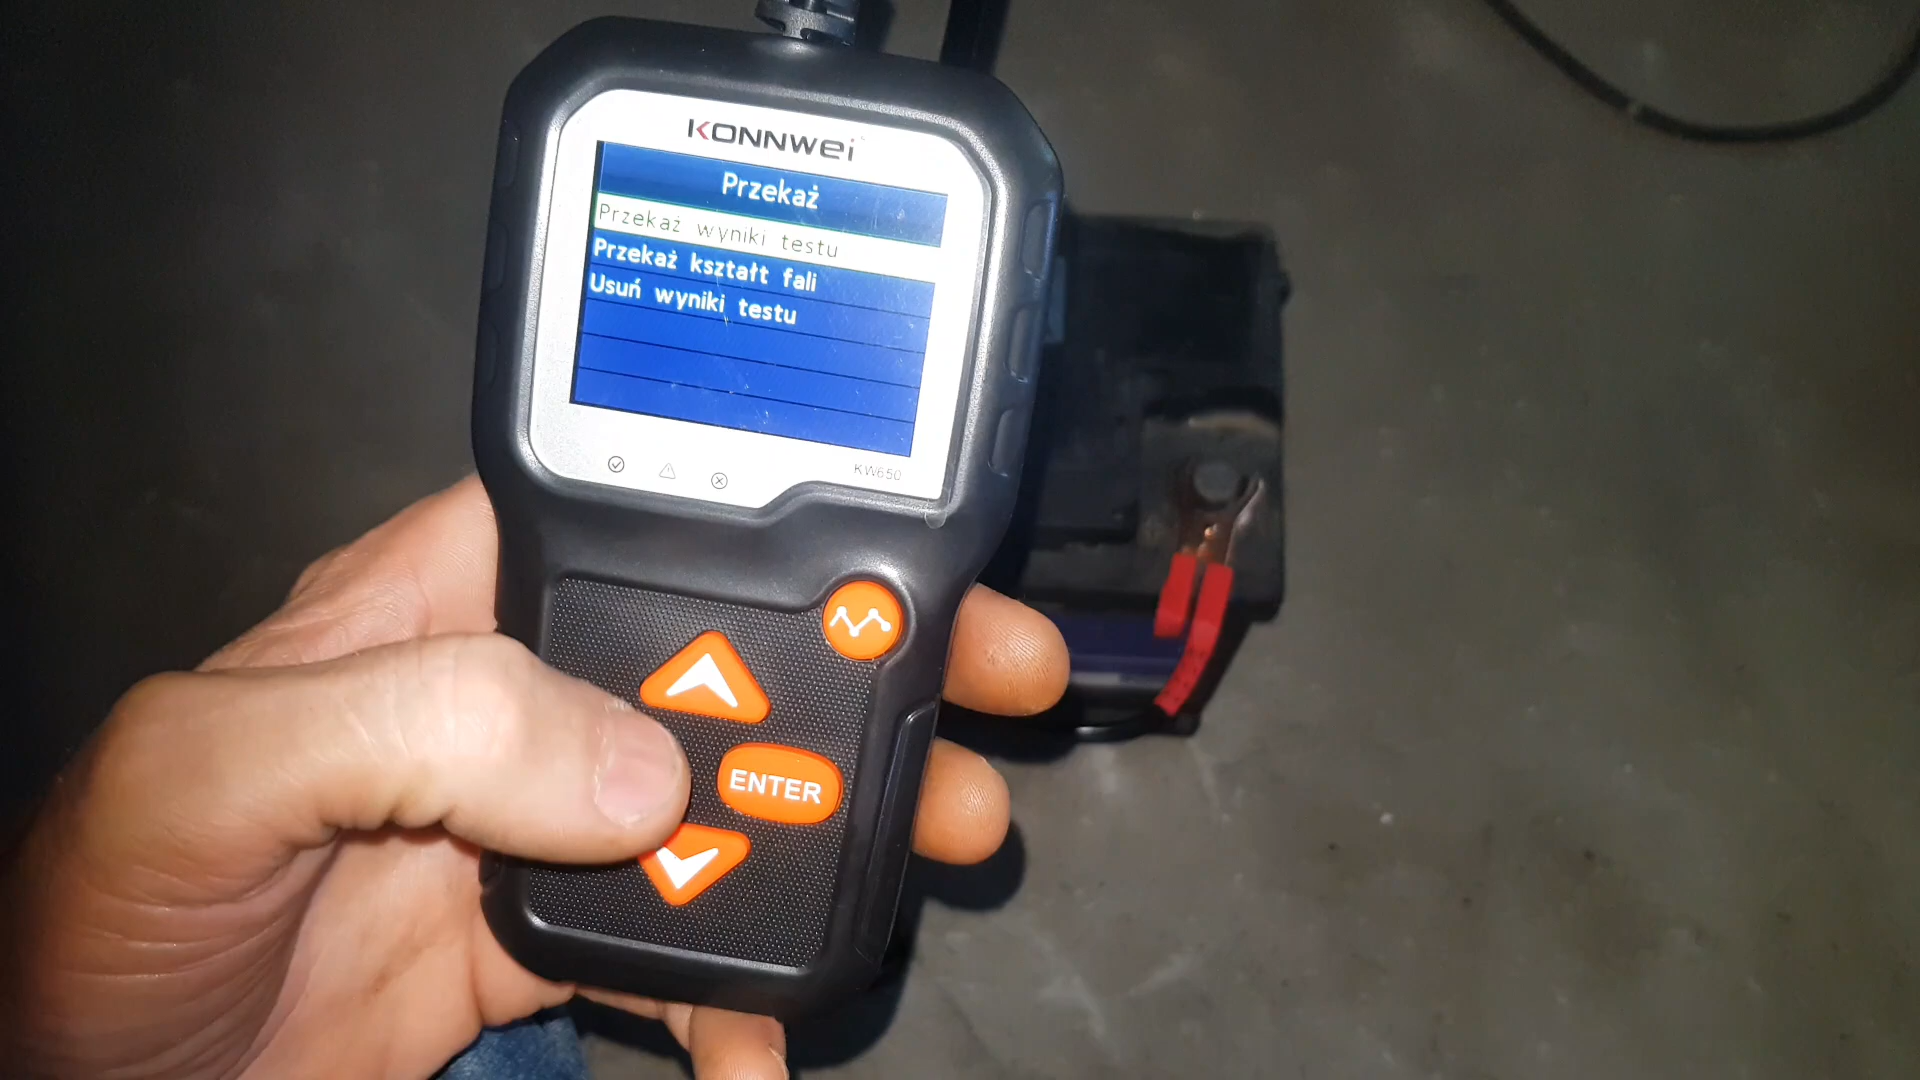 KONNWEI
Przekaż
Przekaż wyniki testu
Przekaż kształt fali
Usuń wyniki testu
KW650
ENTER